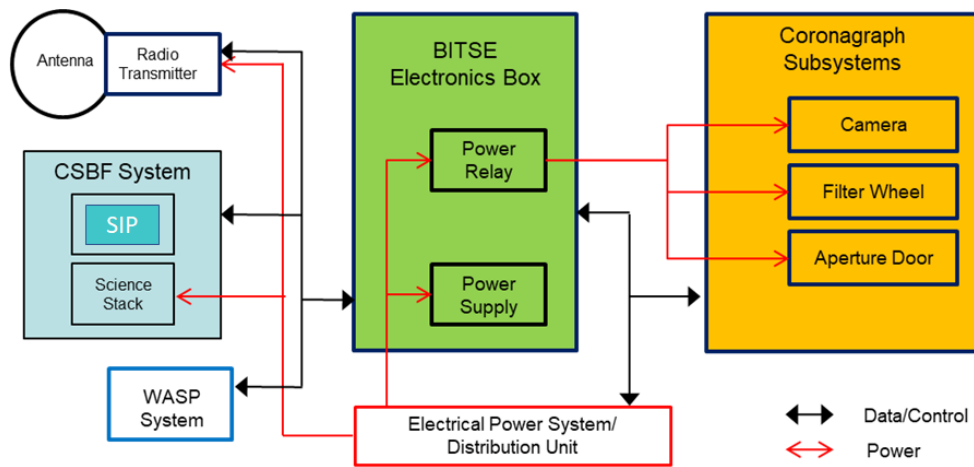 Antenna
Radio
Transmitter
CSBF System
SIP
Science
Stack
WASP
System
BITSE
Electronics Box
Power
Relay
Power
Supply
Electrical Power System/
Distribution Unit
Coronagraph
Subsystems
Camera
Filter Wheel
Aperture Door
Data/Control
Power